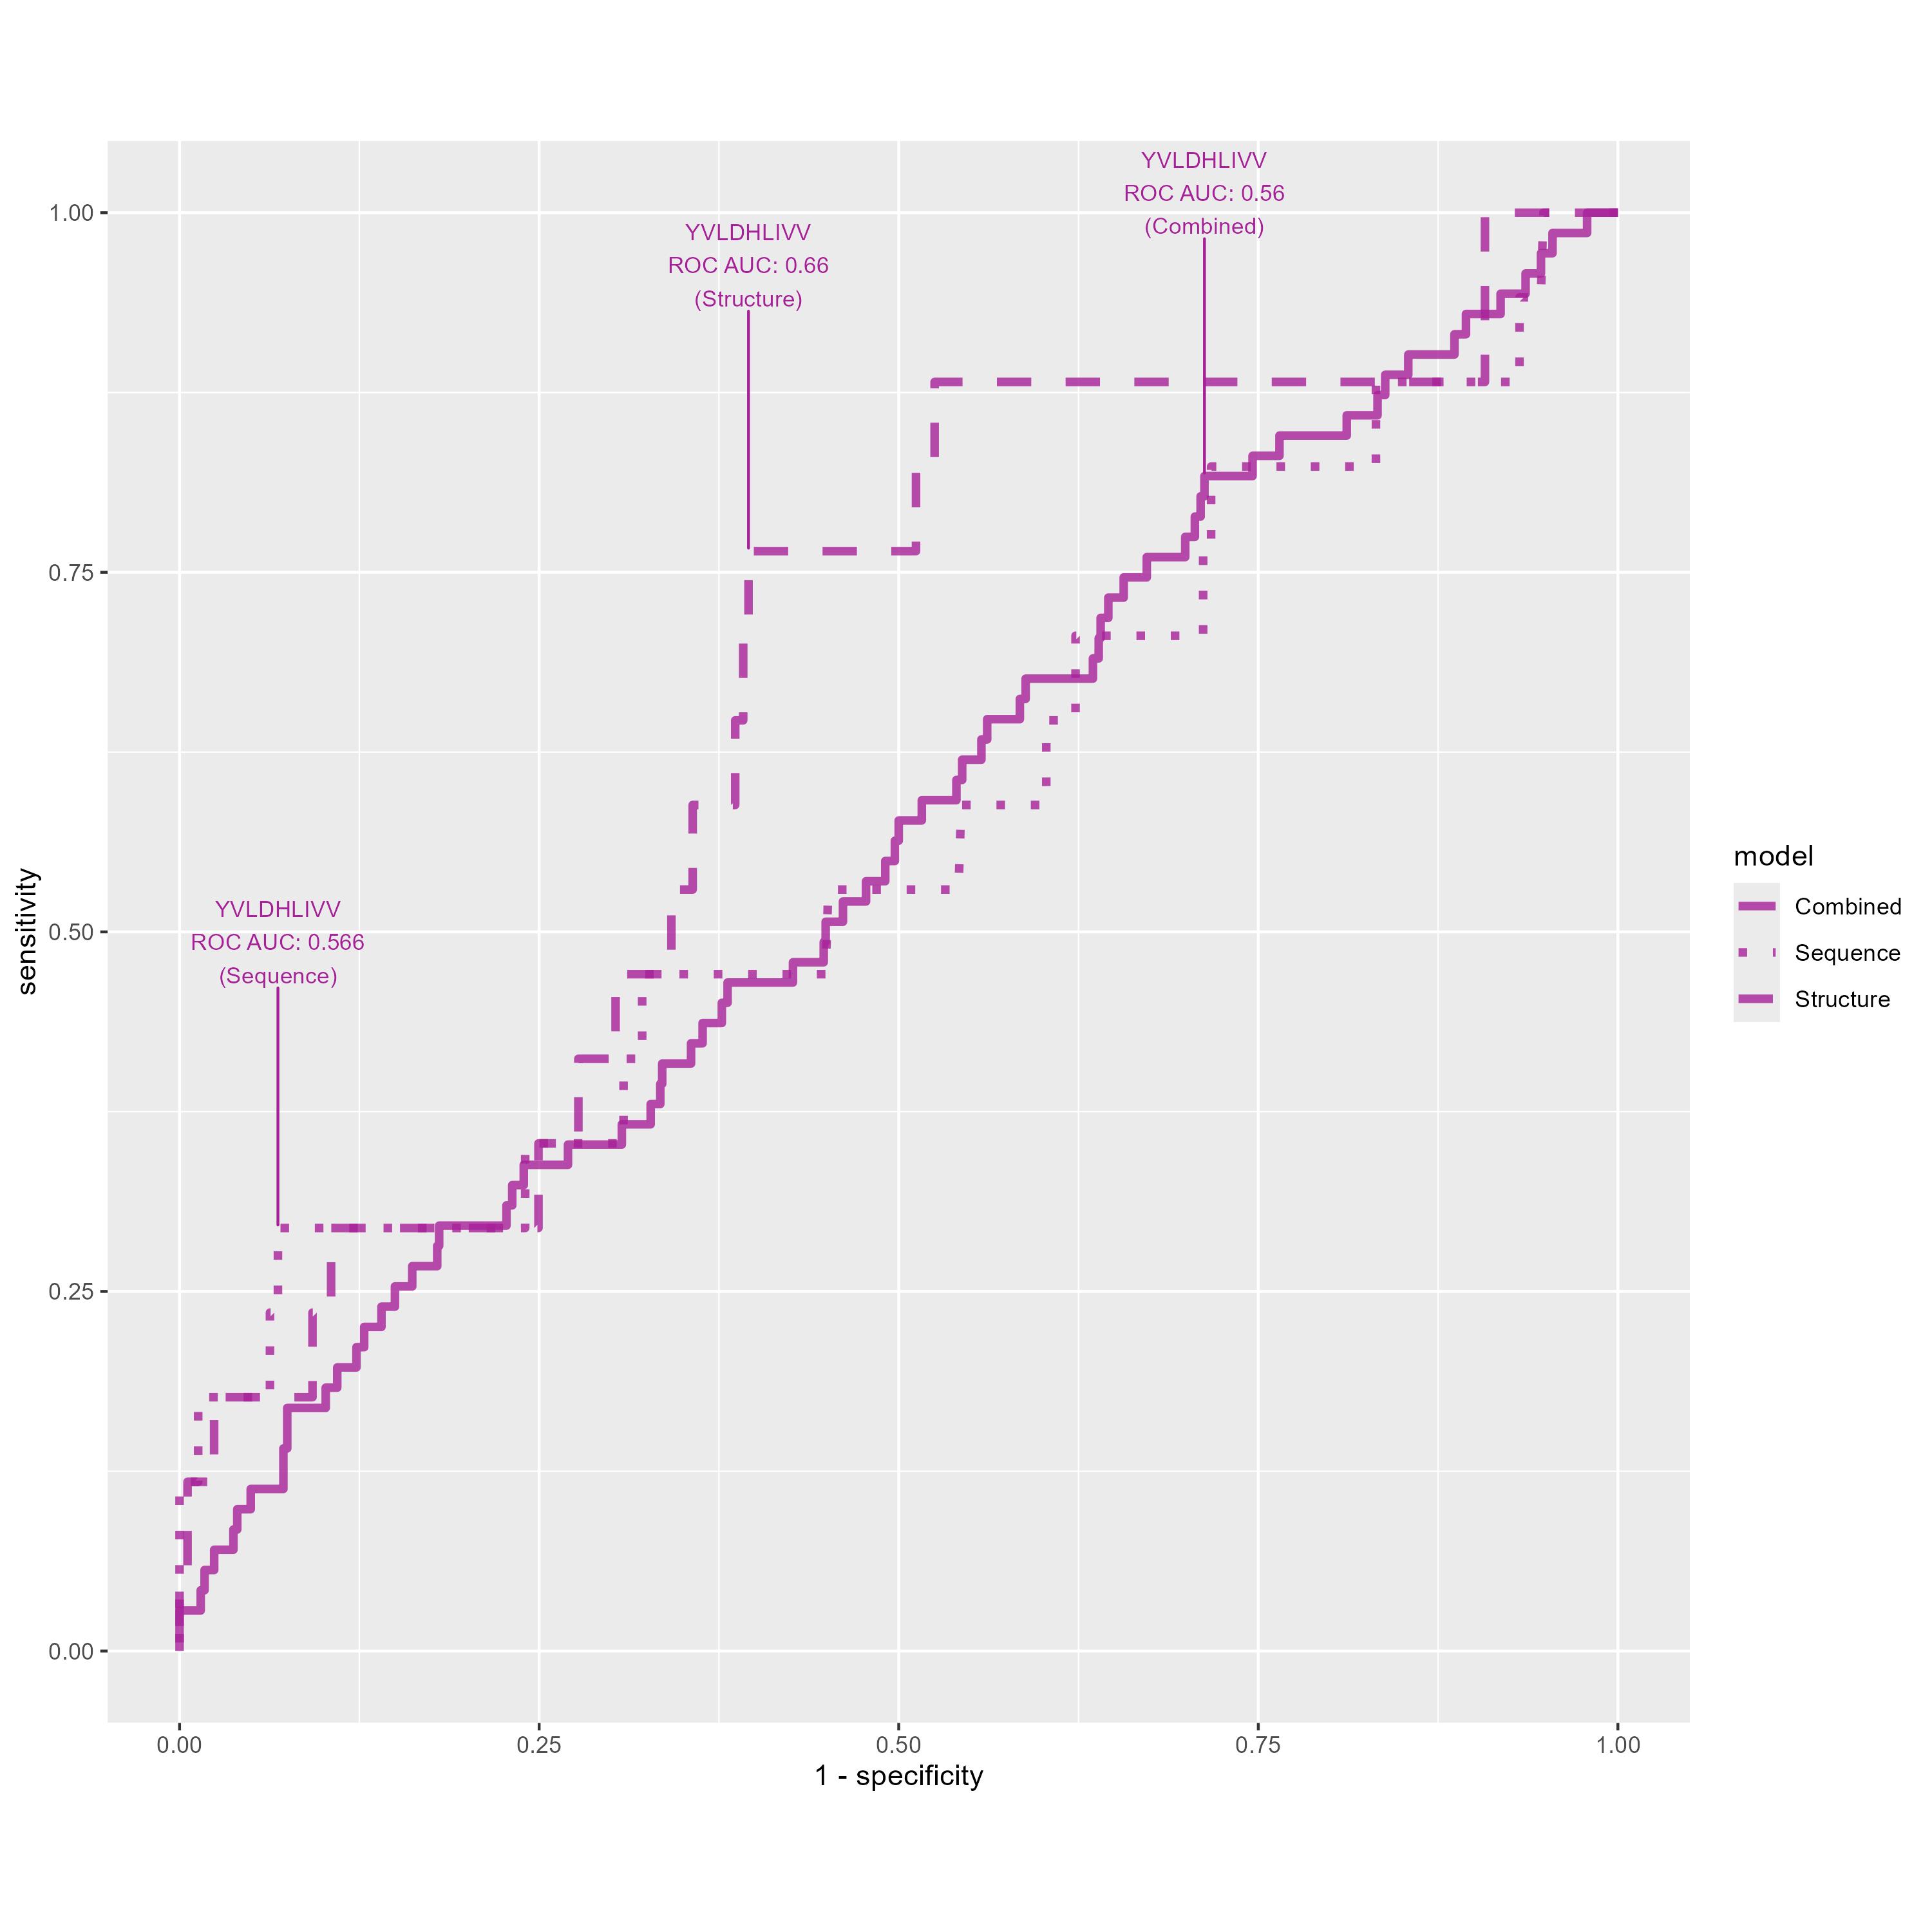 YVLDHLIVV
ROC AUC: 0.56
(Combined)
YVLDHLIVV
ROC AUC: 0.66
(Structure)
YVLDHLIVV
ROC AUC: 0.566
(Sequence)
1.00
0.75
0.50
0.25
0.00
sensitivity
0.00
0.25
0.50
0.75
1.00
1 - specificity
model
Combined
Sequence
Structure